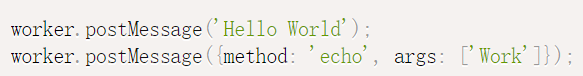 worker.postMessage('Hello World');
worker.postMessage({method: 'echo', args: ['Work']});